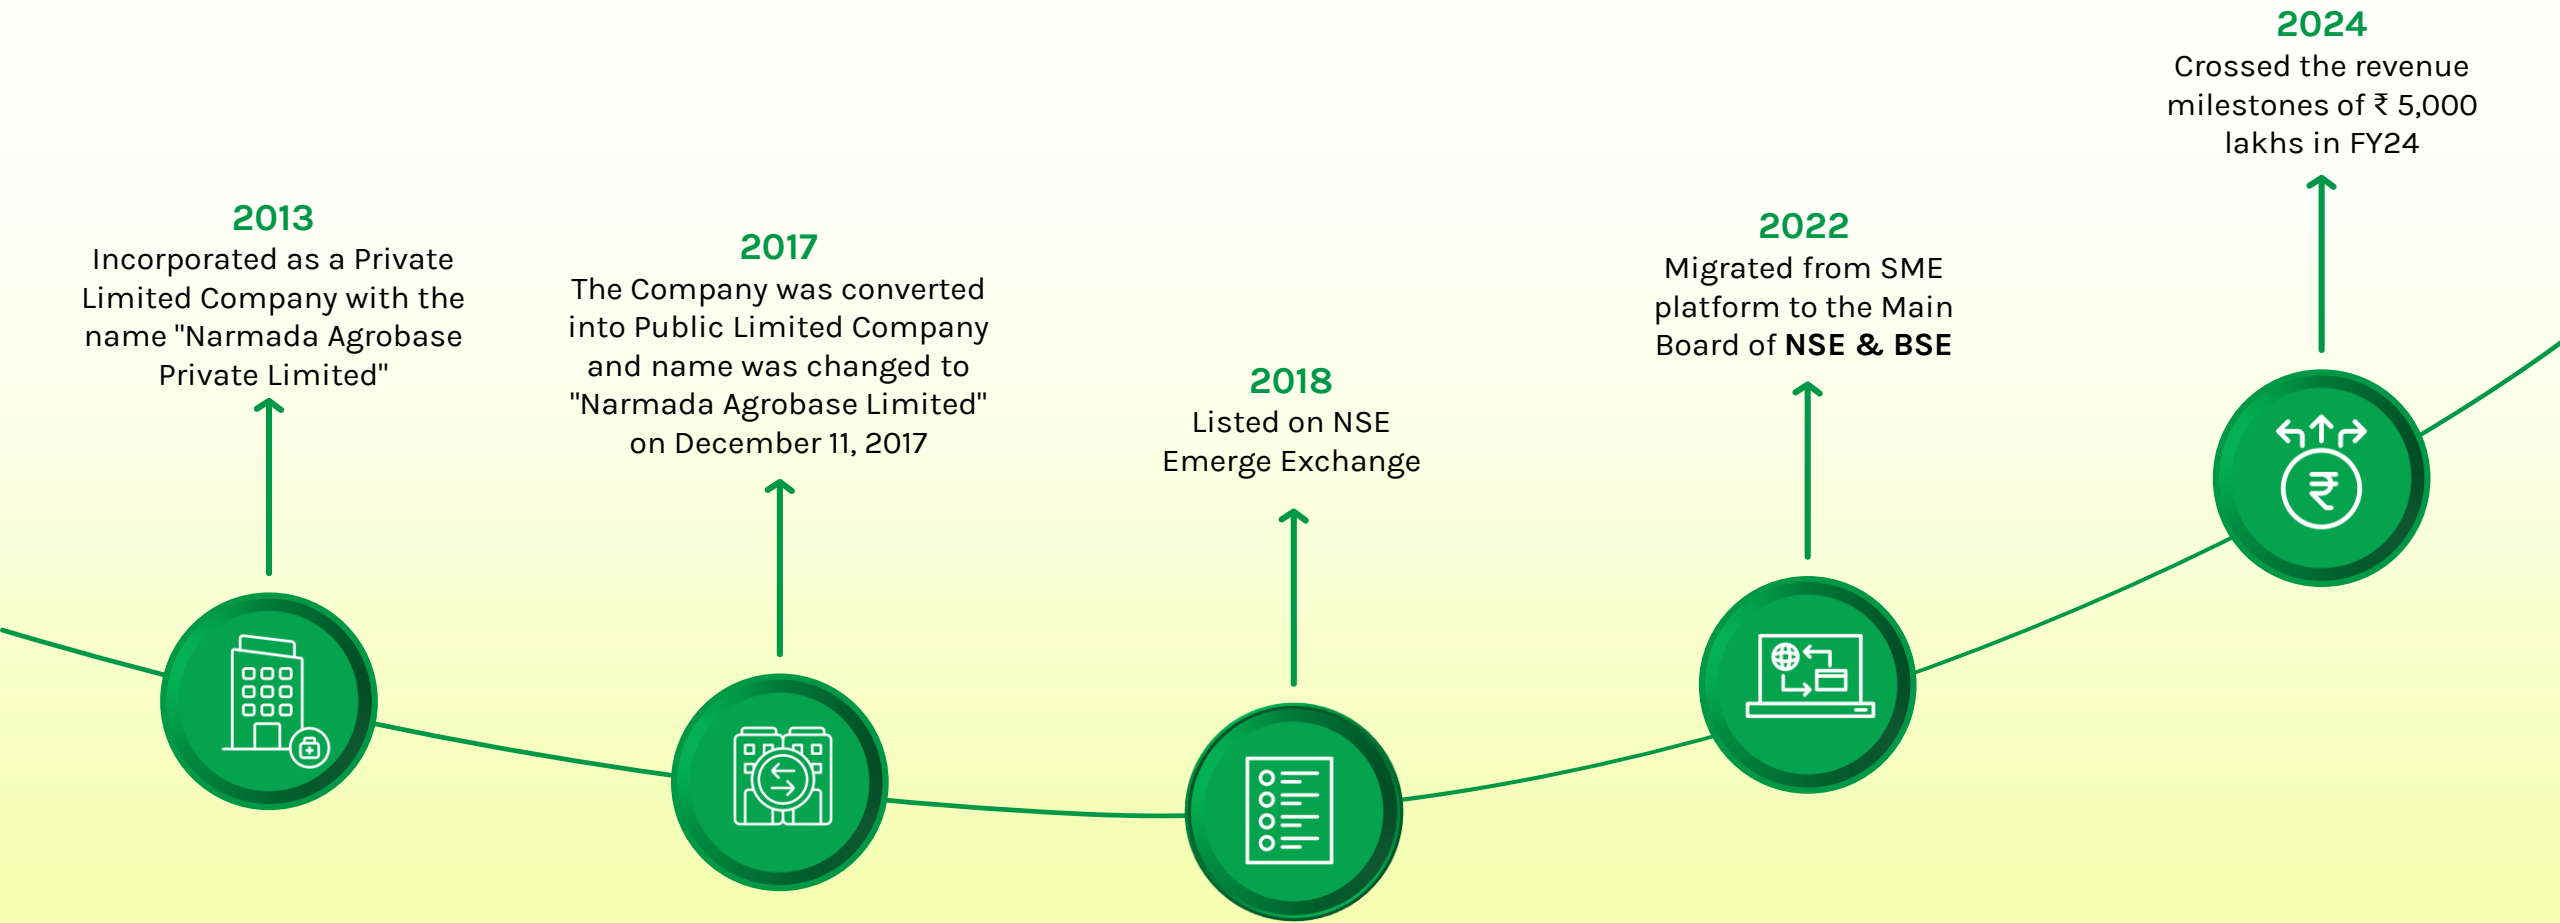 2013
Incorporated as a Private
Limited Company with the
name "Narmada Agrobase
Private Limited"
2017
The Company was converted
into Public Limited Company
and name was changed to
"Narmada Agrobase Limited"
on December 11, 2017
2018
Listed on NSE
Emerge Exchange
2022
Migrated from SME
platform to the Main
Board of NSE & BSE
2024
Crossed the revenue
milestones of ₹ 5,000
lakhs in FY24
₹